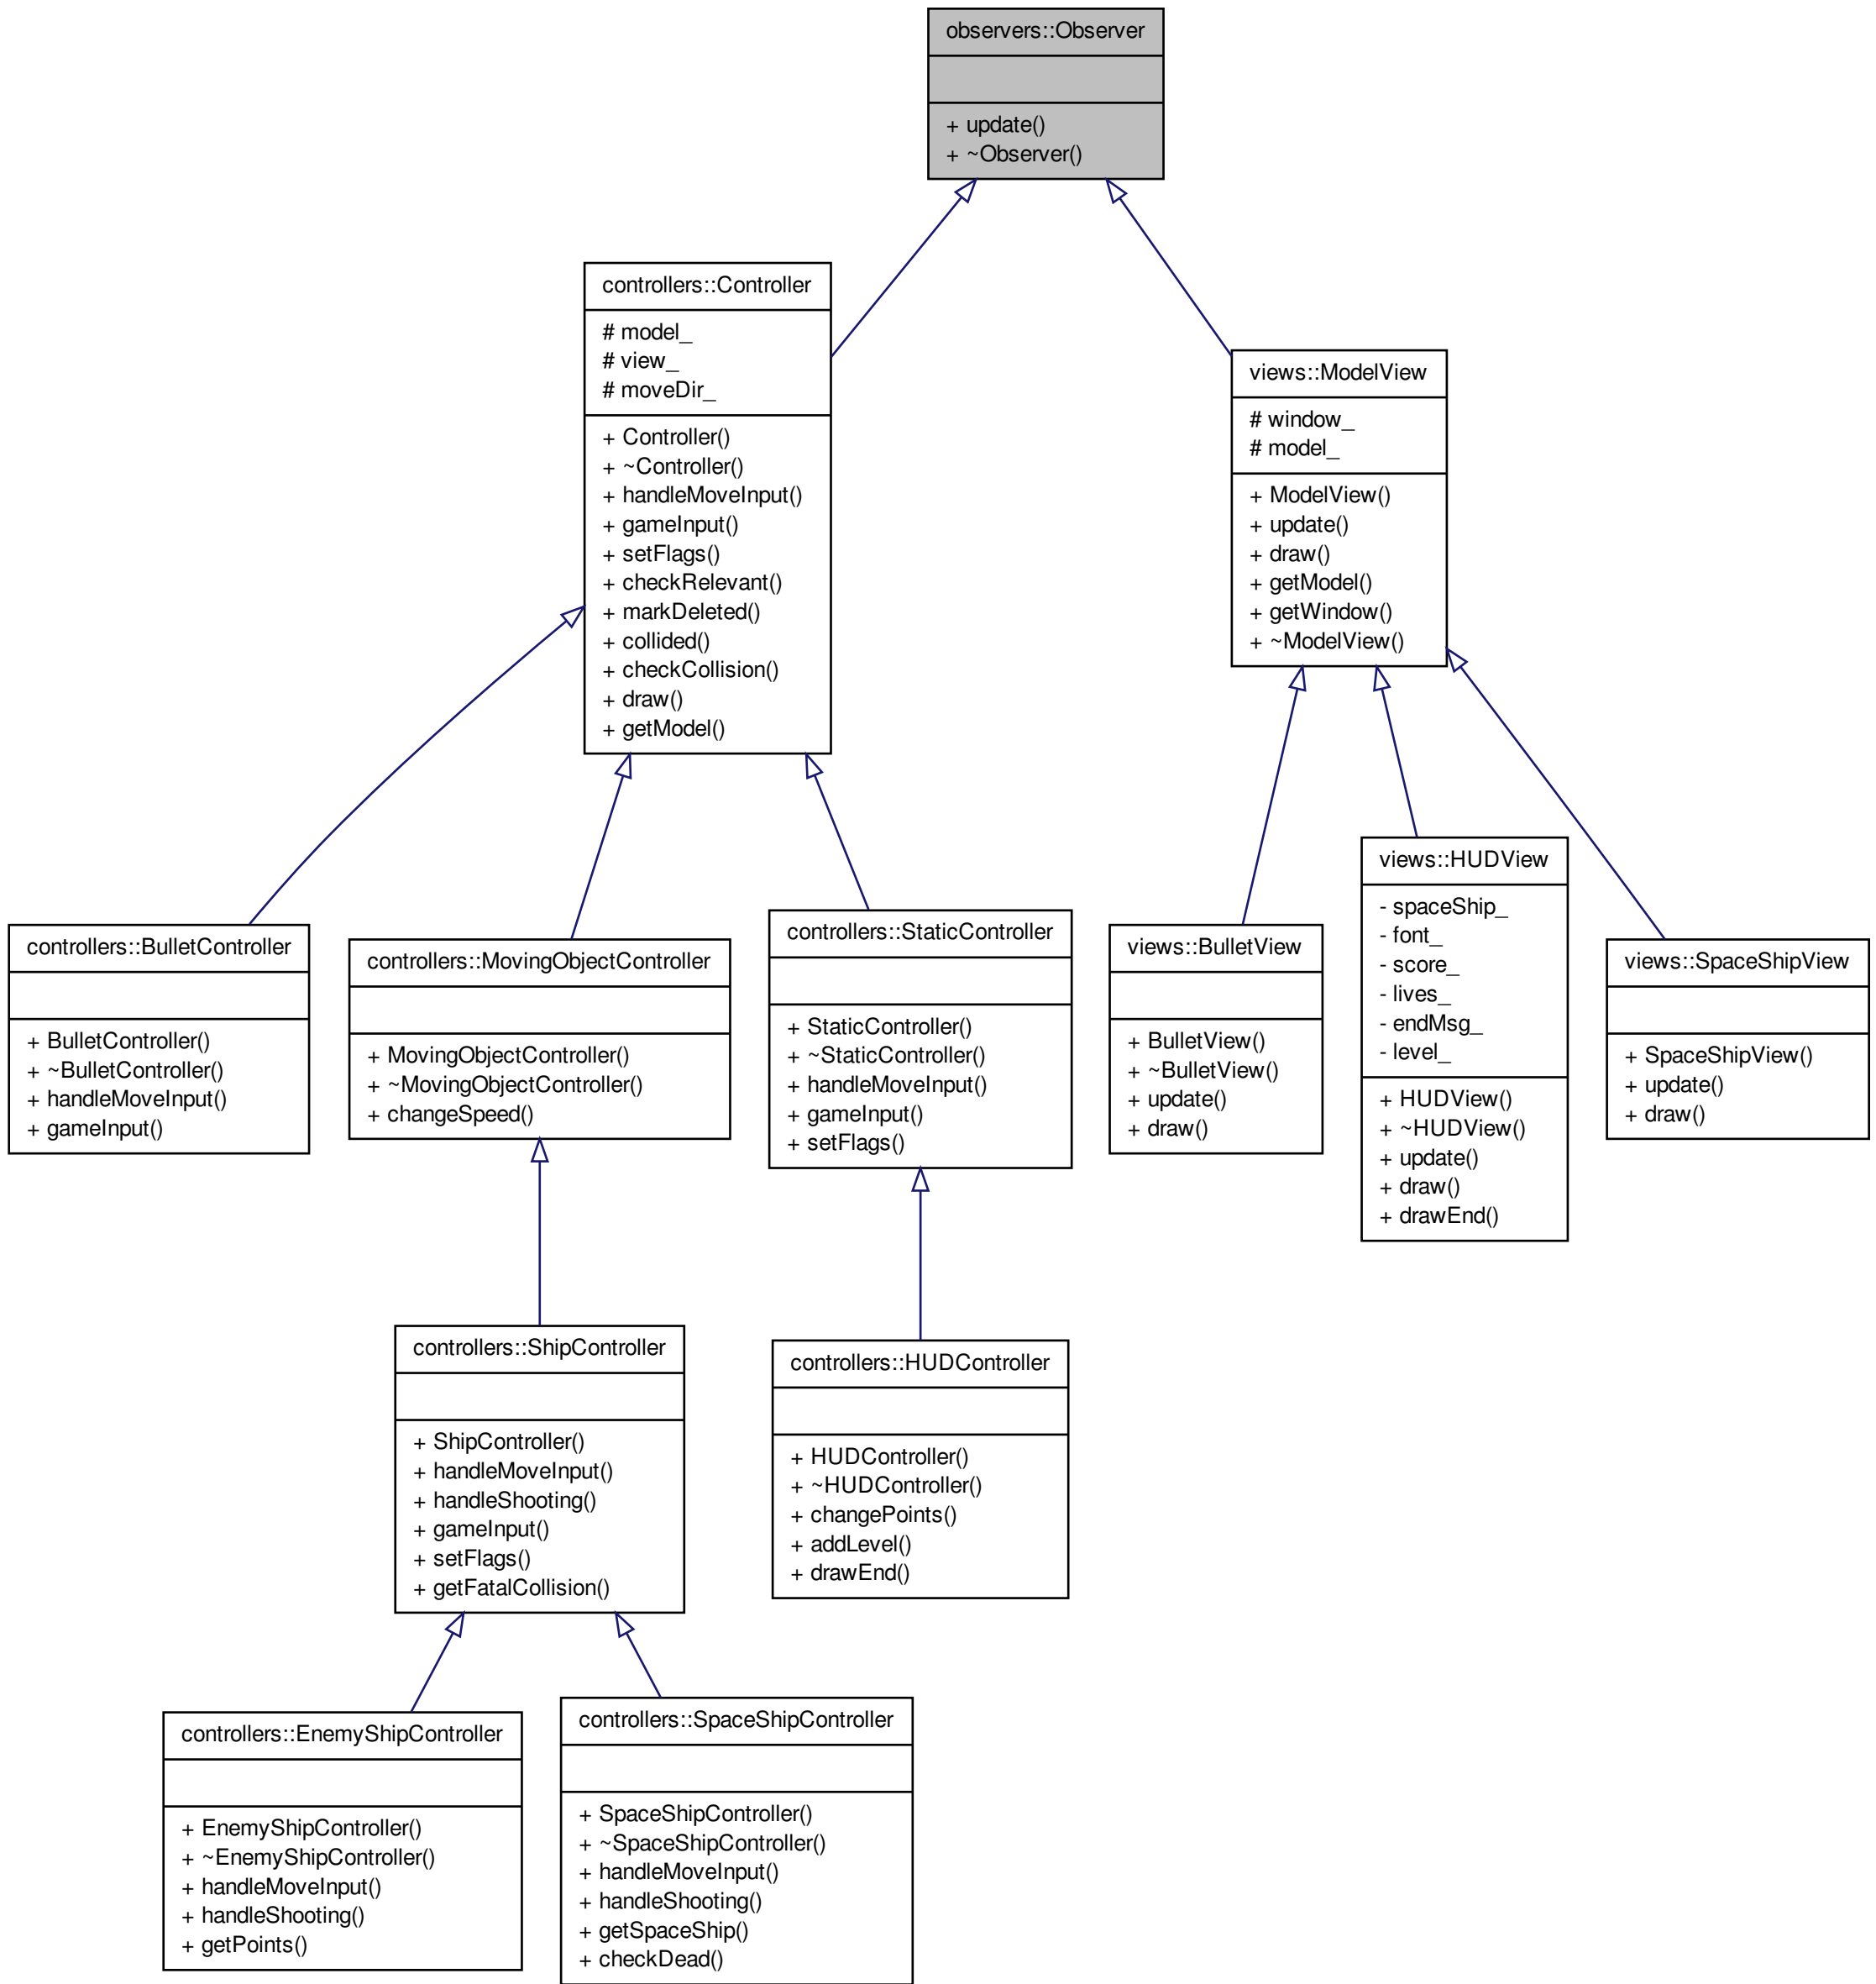 observers::Observer
+ update()
+ ~Observer()
controllers::Controller
# model_
# view_
# moveDir_
+ Controller()
+ ~Controller()
+ handleMoveInput()
+ gameInput()
+ setFlags()
+ checkRelevant()
+ markDeleted()
+ collided()
+ checkCollision()
+ draw()
+ getModel()
views::ModelView
# window_
# model_
+ ModelView()
+ update()
+ draw()
+ getModel()
+ getWindow()
+ ~ModelView()
controllers::BulletController
+ BulletController()
+ ~BulletController()
+ handleMoveInput()
+ gameInput()
controllers::MovingObjectController
+ MovingObjectController()
+ ~MovingObjectController()
+ changeSpeed()
controllers::StaticController
+ StaticController()
+ ~StaticController()
+ handleMoveInput()
+ gameInput()
+ setFlags()
views::BulletView
+ BulletView()
+ ~BulletView()
+ update()
+ draw()
views::HUDView
- spaceShip_
- font_
- score_
- lives_
- endMsg_
- level_
+ HUDView()
+ ~HUDView()
+ update()
+ draw()
+ drawEnd()
views::SpaceShipView
+ SpaceShipView()
+ update()
+ draw()
controllers::ShipController
+ ShipController()
+ handleMoveInput()
+ handleShooting()
+ gameInput()
+ setFlags()
+ getFatalCollision()
controllers::HUDController
+ HUDController()
+ ~HUDController()
+ changePoints()
+ addLevel()
+ drawEnd()
controllers::EnemyShipController
+ EnemyShipController()
+ ~EnemyShipController()
+ handleMoveInput()
+ handleShooting()
+ getPoints()
controllers::SpaceShipController
+ SpaceShipController()
+ ~SpaceShipController()
+ handleMoveInput()
+ handleShooting()
+ getSpaceShip()
+ checkDead()